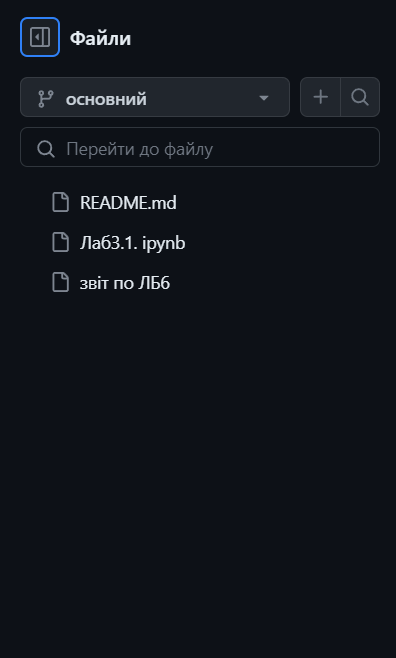 Файли
основний
Перейти до файлу
README.md
Лаб3.1. ipynb
звіт по ЛБ6